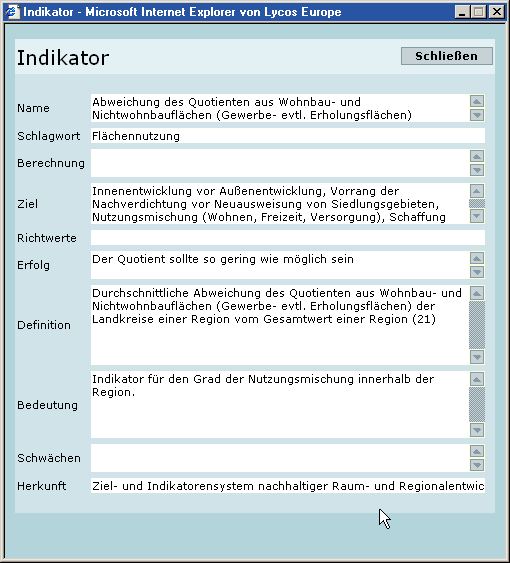 Indikator - Microsoft Internet Explorer von Lycos Europe
Indikator
Schließen
Name
Abweichung des Quotienten aus Wohnbau- und
Nichtwohnbauflächen (Gewerbe- evtl. Erholungsflächen)
Schlagwort
Flächennutzung
Berechnung
Ziel
Innenentwicklung vor Außenentwicklung, Vorrang der
Nachverdichtung vor Neuausweisung von Siedlungsgebieten,
Nutzungsmischung (Wohnen, Freizeit, Versorgung), Schaffung
Richtwerte
Erfolg
Der Quotient sollte so gering wie möglich sein
Definition
Durchschnittliche Abweichung des Quotienten aus Wohnbau- und
Nichtwohnbauflächen (Gewerbe- evtl. Erholungsflächen) der
Landkreise einer Region vom Gesamtwert einer Region (21)
Bedeutung
Indikator für den Grad der Nutzungsmischung innerhalb der
Region.
Schwächen
Herkunft
Ziel- und Indikatorensystem nachhaltiger Raum- und Regionalentwic